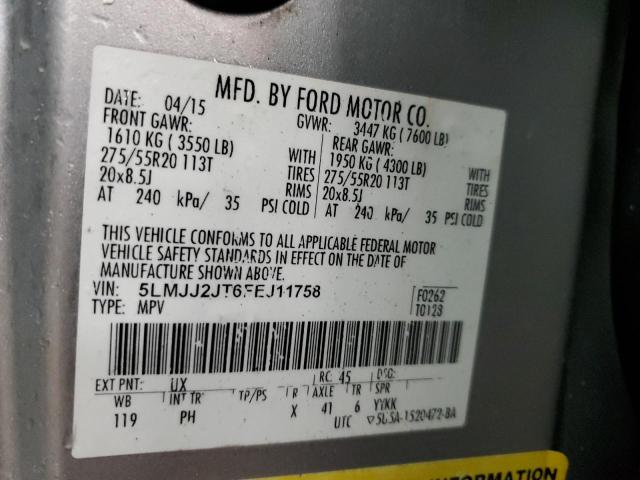 MFD. BY FORD MOTOR CO.
DATE: 04/15 GVWR: 3447 KG ( 7600 LB)
FRONT GAWR: REAR GAWR:
1610 KG ( 3550 LB) WITH 1950 KG ( 4300 LB) WITH
275/55R20 113T TIRES 275/55R20 113T TIRES
20x8.5J RIMS 20x8.5J RIMS
AT 240 kPa/ 35 PSI COLD AT 240 kPa/ 35 PSI COLD
THIS VEHICLE CONFORMS TO ALL APPLICABLE FEDERAL MOTOR
VEHICLE SAFETY STANDARDS IN EFFECT ON THE DATE OF
MANUFACTURE SHOWN ABOVE.
VIN: 5LMJJ2JT6FEJ11758 F0262
TYPE: MPV T0128
EXT PNT: UX RC: 45 DSO:
WB INT TR TP/PS R AXLE TR SPR
119 PH X 41 6 YYKK
UTC ▽5U5A-1520472-BA
INFORMATION